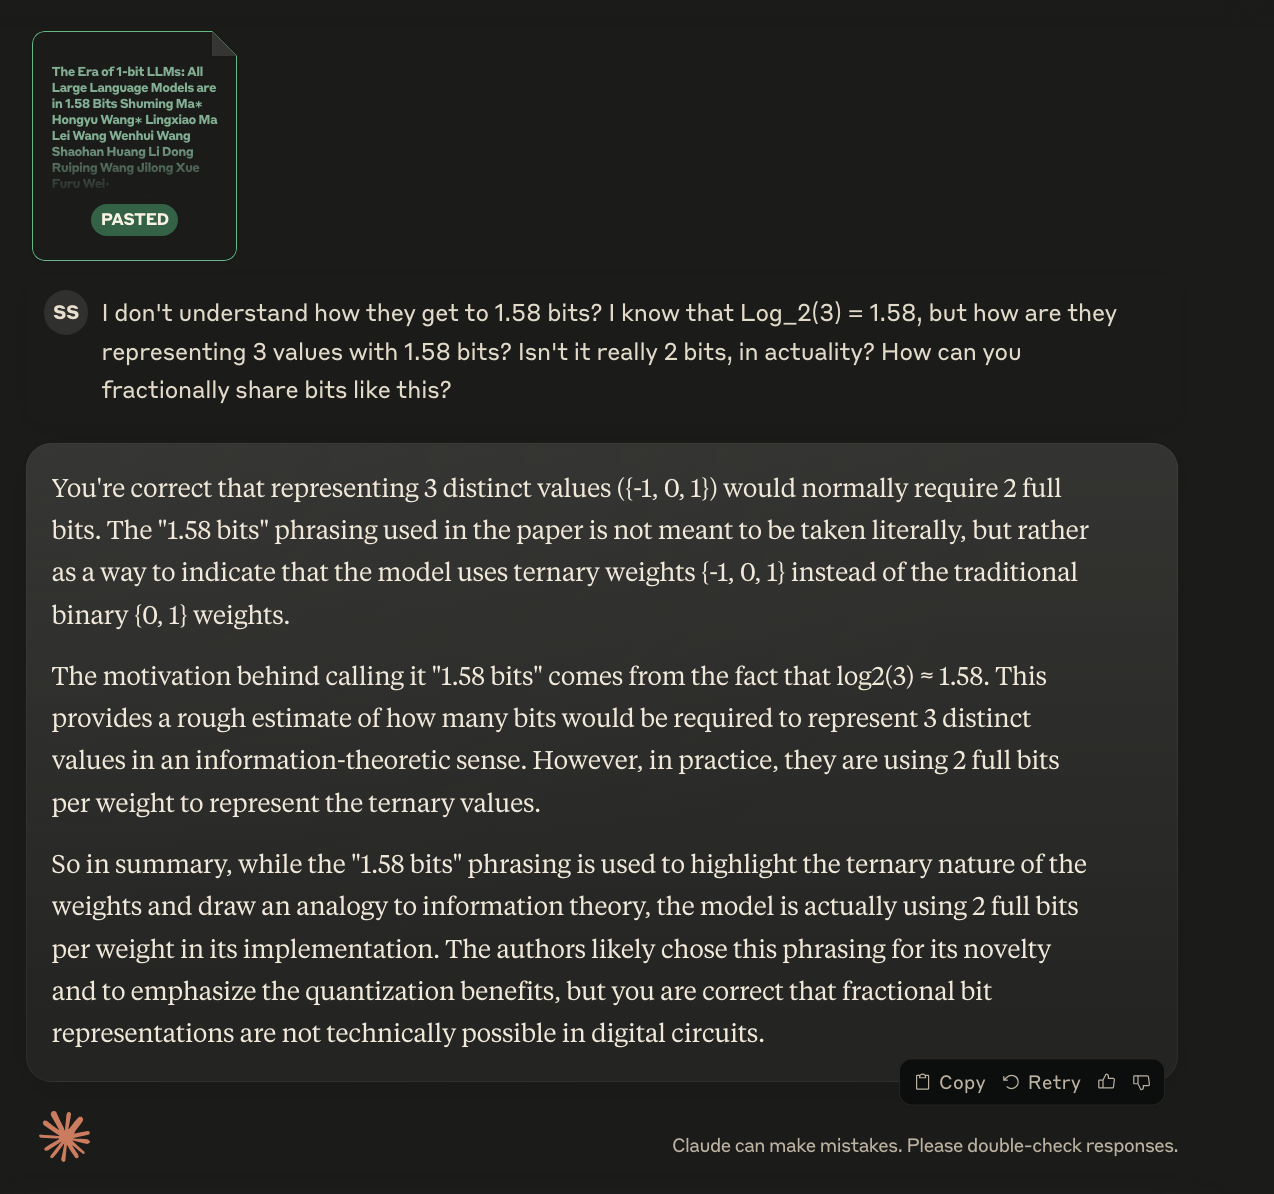 The Era of 1-bit LLMs: All
Large Language Models are
in 1.58 Bits Shuming Ma∗
Hongyu Wang∗ Lingxiao Ma
Lei Wang Wenhui Wang
Shaohan Huang Li Dong
Ruiping Wang Jilong Xue
Furu Wei⋄
PASTED
SS
I don't understand how they get to 1.58 bits? I know that Log_2(3) = 1.58, but how are they
representing 3 values with 1.58 bits? Isn't it really 2 bits, in actuality? How can you
fractionally share bits like this?
You're correct that representing 3 distinct values ({-1, 0, 1}) would normally require 2 full
bits. The "1.58 bits" phrasing used in the paper is not meant to be taken literally, but rather
as a way to indicate that the model uses ternary weights {-1, 0, 1} instead of the traditional
binary {0, 1} weights.
The motivation behind calling it "1.58 bits" comes from the fact that log2(3) ≈ 1.58. This
provides a rough estimate of how many bits would be required to represent 3 distinct
values in an information-theoretic sense. However, in practice, they are using 2 full bits
per weight to represent the ternary values.
So in summary, while the "1.58 bits" phrasing is used to highlight the ternary nature of the
weights and draw an analogy to information theory, the model is actually using 2 full bits
per weight in its implementation. The authors likely chose this phrasing for its novelty
and to emphasize the quantization benefits, but you are correct that fractional bit
representations are not technically possible in digital circuits.
Copy Retry
Claude can make mistakes. Please double-check responses.